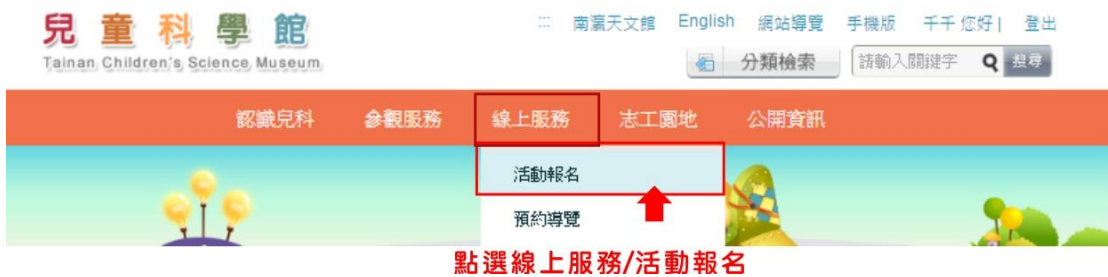 兒童科學館
Tainan Children's Science Museum
::: 南瀛天文館 English 網站導覽 手機版 千千 您好 | 登出
分類檢索 請輸入關鍵字 搜尋
認識兒科 參觀服務 線上服務 志工園地 公開資訊
活動報名
預約導覽
點選線上服務/活動報名